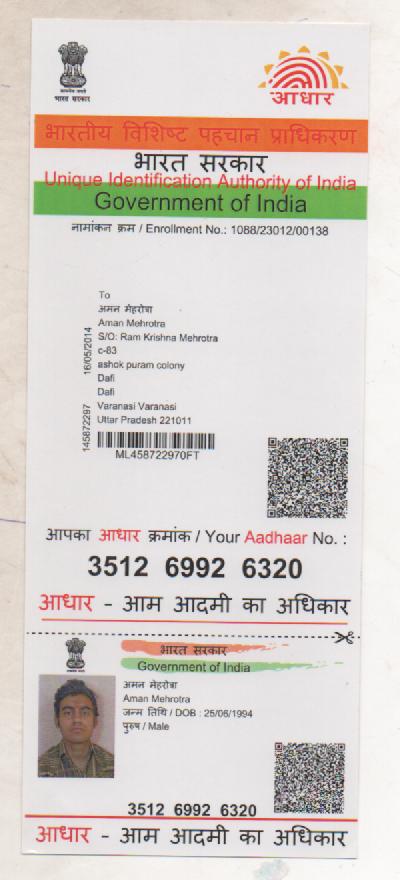 भारत सरकार
आधार
भारतीय विशिष्ट पहचान प्राधिकरण
भारत सरकार
Unique Identification Authority of India
Government of India
नामांकन क्रम / Enrollment No.: 1088/23012/00138
To
अमन मेहरोत्रा
Aman Mehrotra
S/O: Ram Krishna Mehrotra
c-83
ashok puram colony
Dafi
Dafi
Varanasi Varanasi
Uttar Pradesh 221011
16/05/2014
145872297
ML458722970FT
आपका आधार क्रमांक / Your Aadhaar No. :
3512 6992 6320
आधार - आम आदमी का अधिकार
भारत सरकार
Government of India
अमन मेहरोत्रा
Aman Mehrotra
जन्म तिथि / DOB : 25/06/1994
पुरुष / Male
3512 6992 6320
आधार - आम आदमी का अधिकार